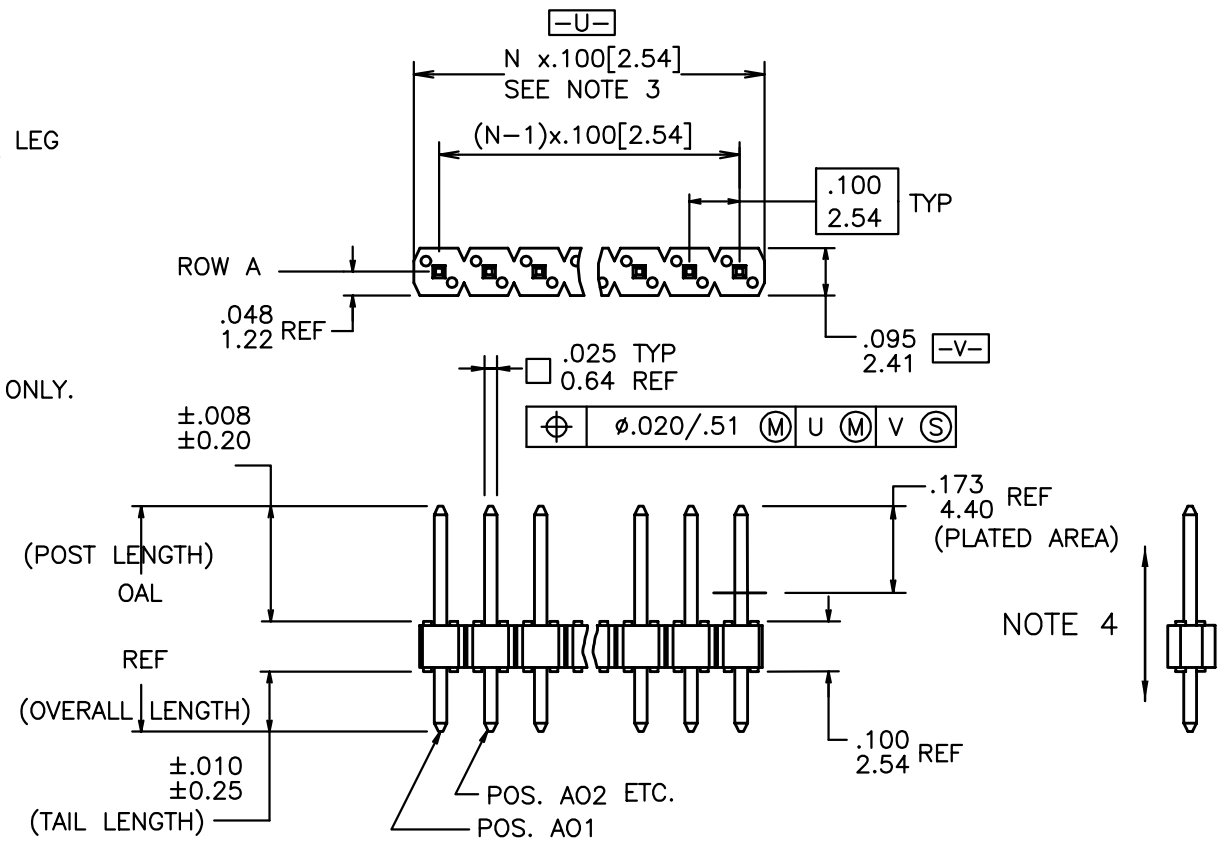 -U-
N x.100[2.54]
SEE NOTE 3
LEG
(N-1)x.100[2.54]
.100
2.54
TYP
ROW A
.048
1.22 REF
.095
2.41
-V-
.025 TYP
0.64 REF
ONLY.
±.008
±0.20
⌖ ø.020/.51 Ⓜ U Ⓜ V Ⓢ
.173
4.40 REF
(PLATED AREA)
(POST LENGTH)
OAL
NOTE 4
REF
(OVERALL LENGTH)
.100
2.54 REF
±.010
±0.25
(TAIL LENGTH)
POS. A02 ETC.
POS. A01